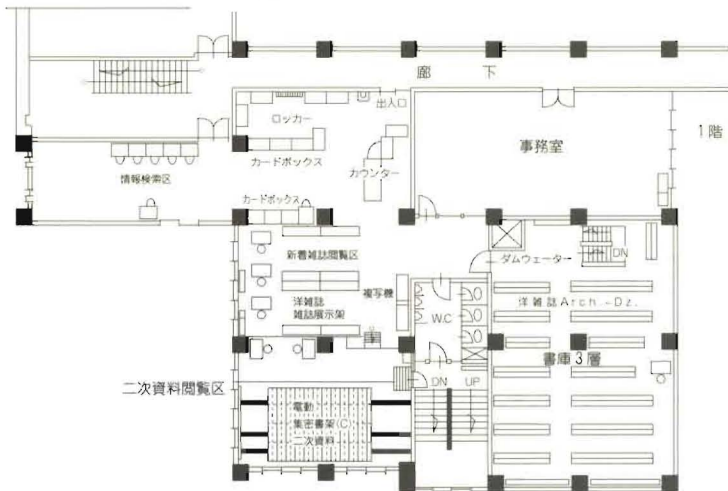 廊下
出入口
ロッカー
1階
事務室
カードボックス
カウンター
情報検索区
カードボックス
新着雑誌閲覧区
ダムウェーター
DN
複写機
洋雑誌
雑誌展示架
洋雑誌Arch.–Dz.
W.C
書庫3層
二次資料閲覧区
DN
UP
電動
集密書架(C)
二次資料